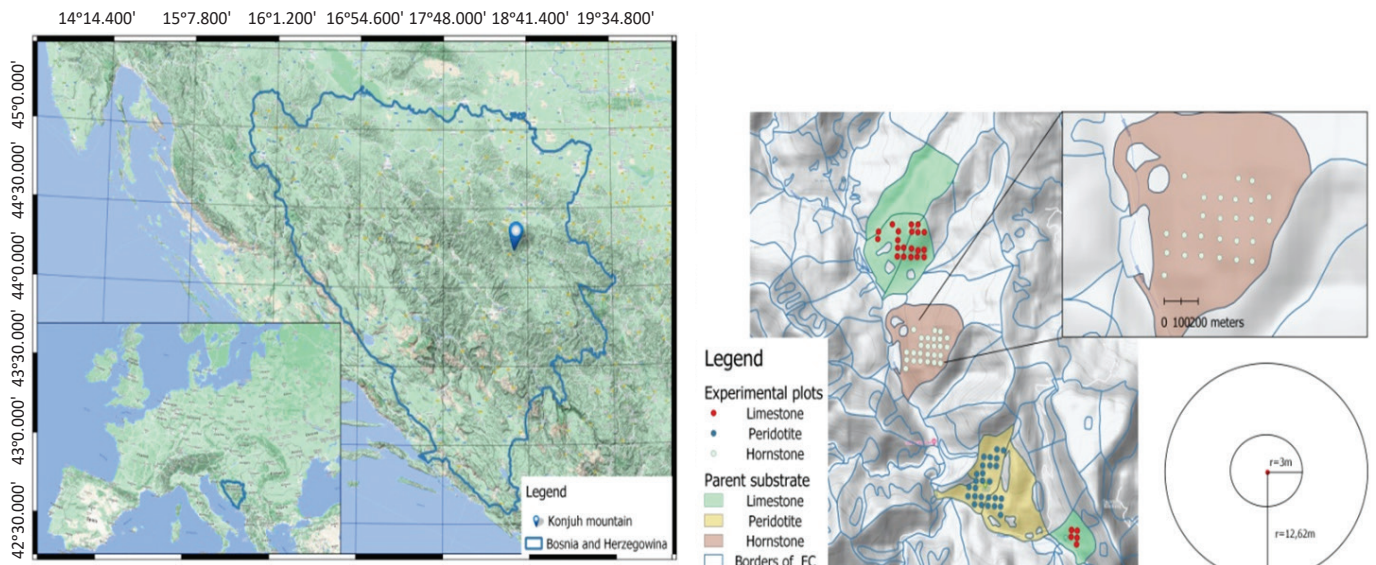 14°14.400' 15°7.800' 16°1.200' 16°54.600' 17°48.000' 18°41.400' 19°34.800'
45°0.000'
44°30.000'
44°0.000'
43°30.000'
43°0.000'
42°30.000'
Legend
Konjuh mountain
Bosnia and Herzegowina
0 100200 meters
Legend
Experimental plots
Limestone
Peridotite
Hornstone
Parent substrate
Limestone
Peridotite
Hornstone
Borders of FC
r=3m
r=12,62m